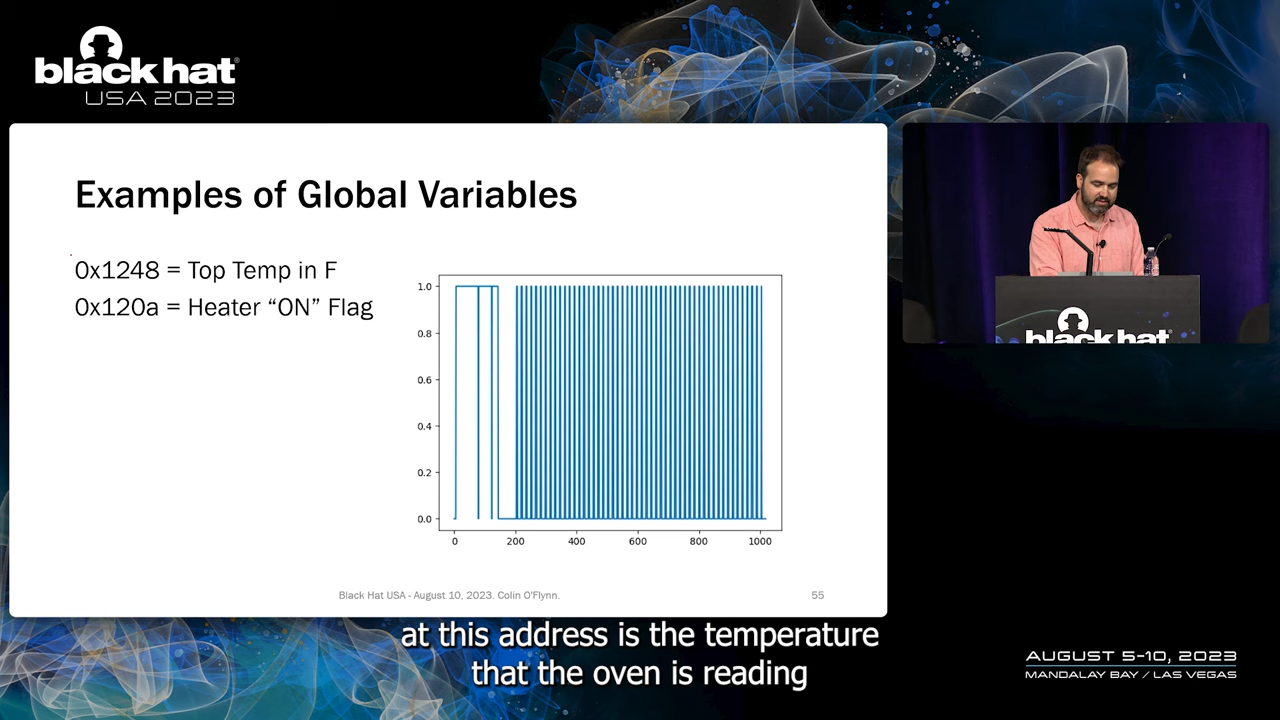 black hat®
USA 2023
Examples of Global Variables
0x1248 = Top Temp in F
0x120a = Heater “ON” Flag
1.0
0.8
0.6
0.4
0.2
0.0
0 200 400 600 800 1000
Black Hat USA - August 10, 2023. Colin O'Flynn.
55
black hat
at this address is the temperature
that the oven is reading
AUGUST 5-10, 2023
MANDALAY BAY / LAS VEGAS